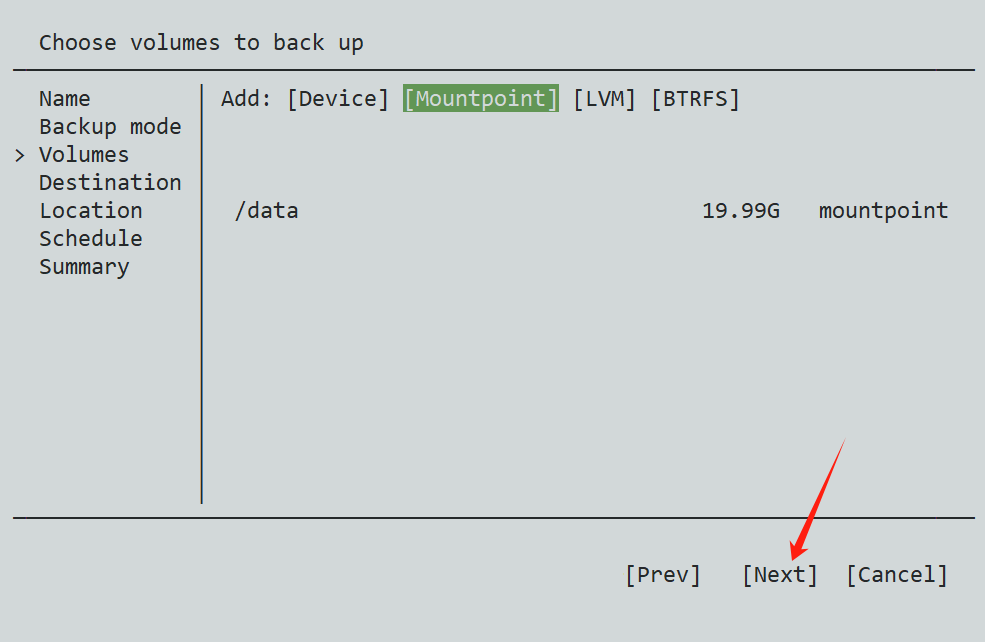 Choose volumes to back up
Name
Backup mode
> Volumes
Destination
Location
Schedule
Summary
Add: [Device] [Mountpoint] [LVM] [BTRFS]
/data 19.99G mountpoint
[Prev] [Next] [Cancel]